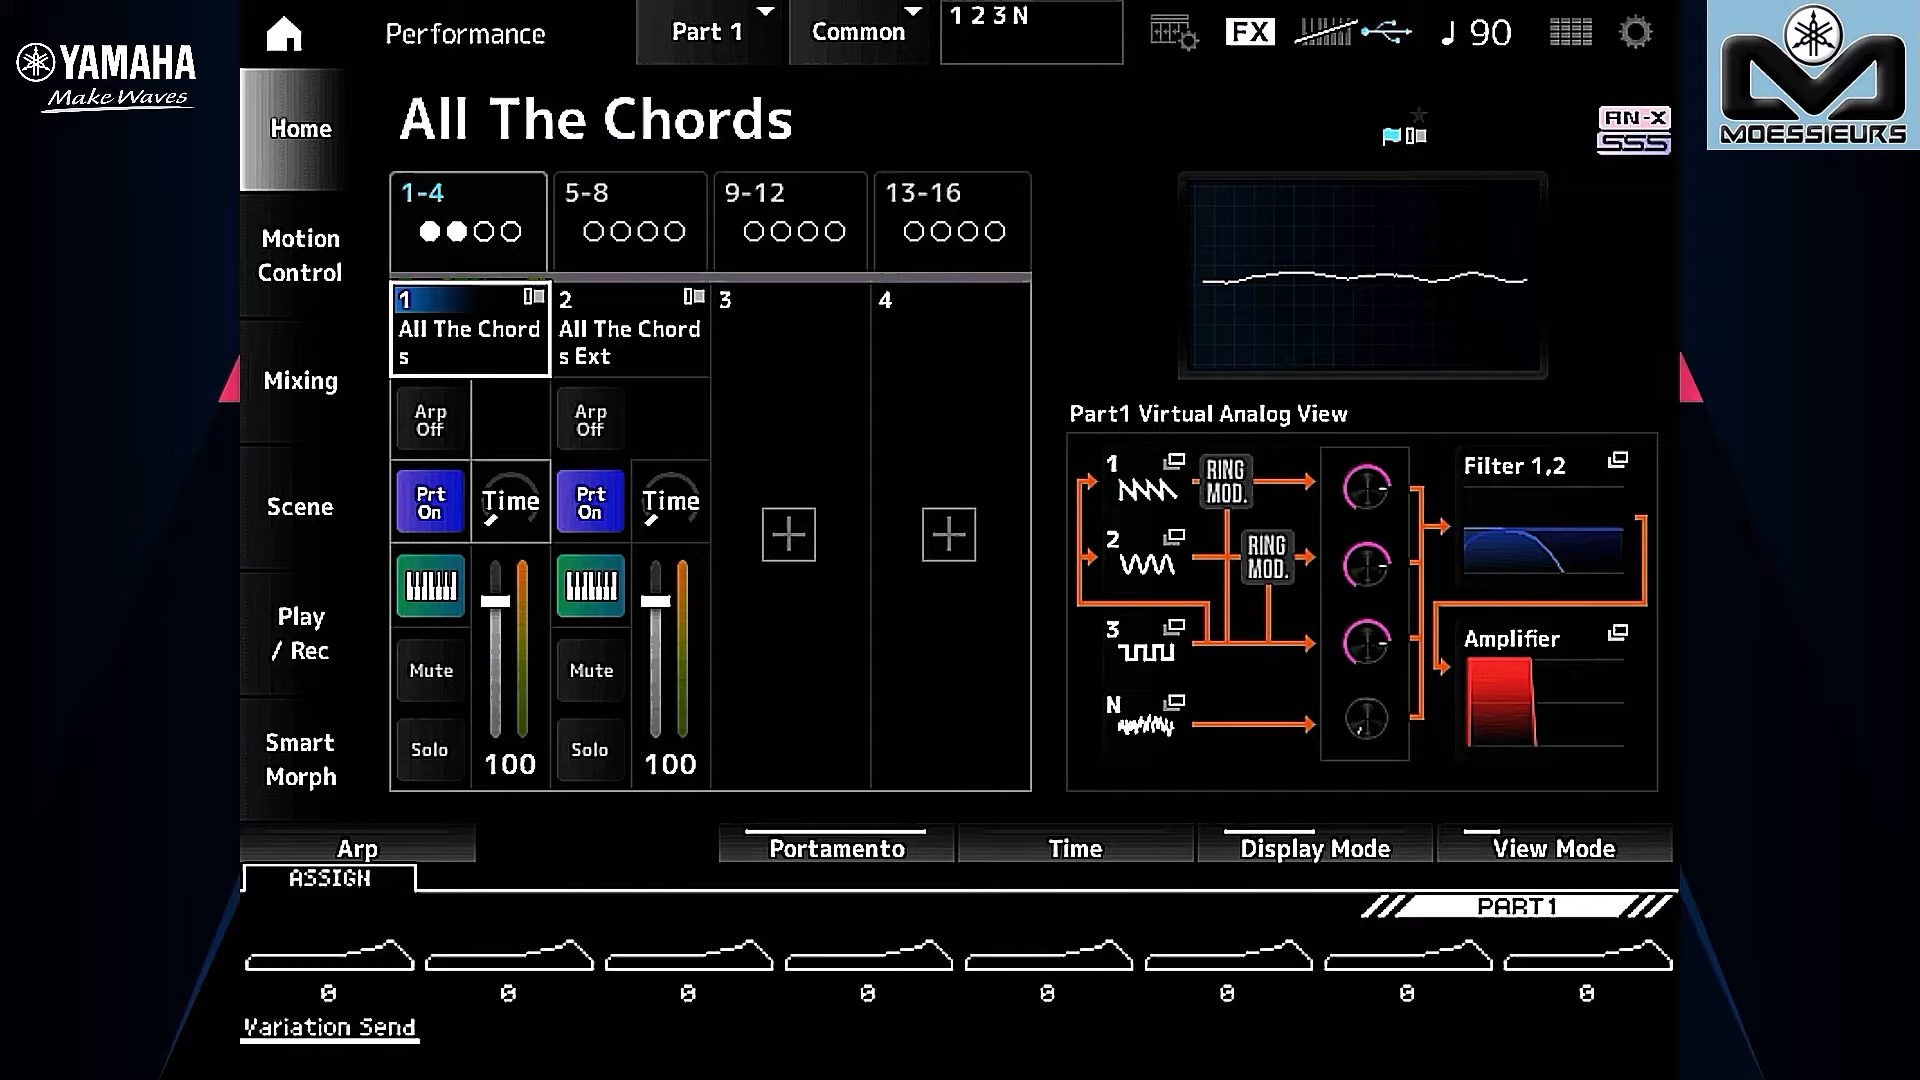 YAMAHA
Make Waves
Performance
Part 1
Common
1 2 3 N
FX
♩ 90
MOESSIEURS
Home
All The Chords
AN-X
SSS
1-4
5-8
9-12
13-16
Motion
Control
1
All The Chord
s
2
All The Chord
s Ext
3
4
Mixing
Arp
Off
Arp
Off
Part1 Virtual Analog View
Scene
Prt
On
Time
Prt
On
Time
1
RING
MOD.
Filter 1,2
2
RING
MOD.
Play
/ Rec
Mute
Mute
3
Amplifier
Smart
Morph
Solo
100
Solo
100
N
Arp
Portamento
Time
Display Mode
View Mode
ASSIGN
PART1
0
0
0
0
0
0
0
0
Variation Send